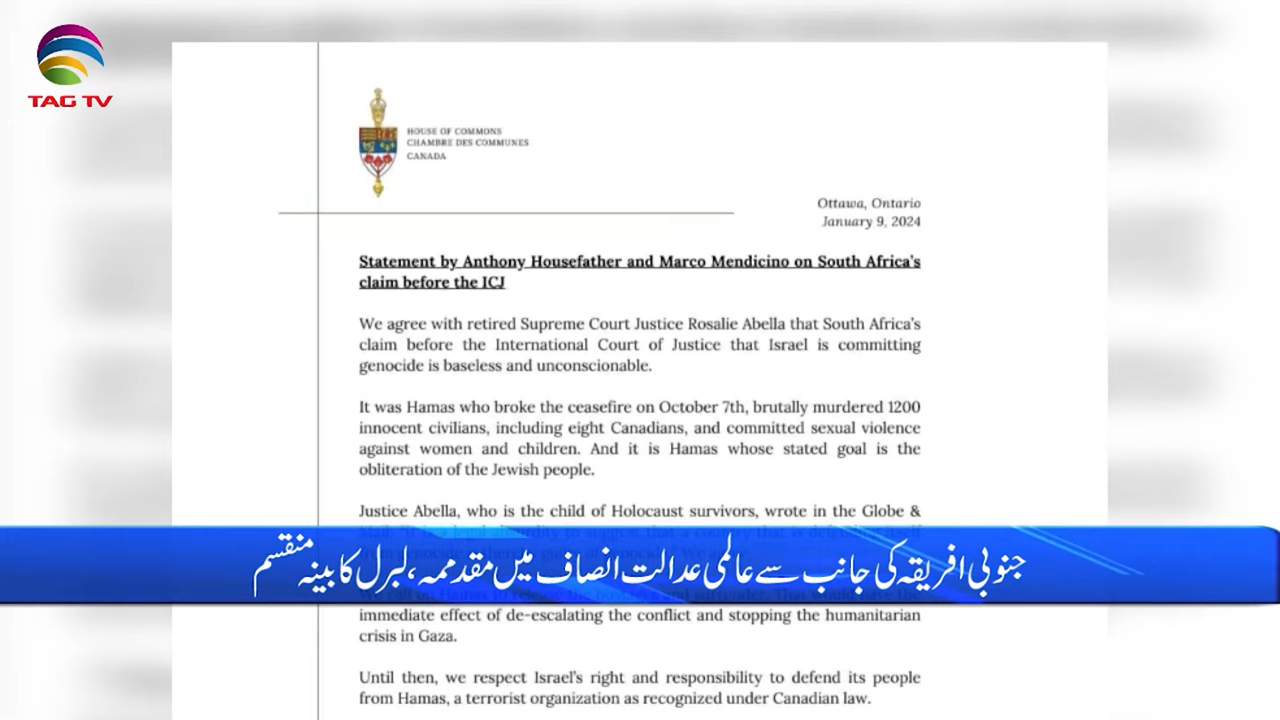 TAG TV
HOUSE OF COMMONS
CHAMBRE DES COMMUNES
CANADA
Ottawa, Ontario
January 9, 2024
Statement by Anthony Housefather and Marco Mendicino on South Africa's
claim before the ICJ
We agree with retired Supreme Court Justice Rosalie Abella that South Africa's
claim before the International Court of Justice that Israel is committing
genocide is baseless and unconscionable.
It was Hamas who broke the ceasefire on October 7th, brutally murdered 1200
innocent civilians, including eight Canadians, and committed sexual violence
against women and children. And it is Hamas whose stated goal is the
obliteration of the Jewish people.
Justice Abella, who is the child of Holocaust survivors, wrote in the Globe &
جنوبی افریقہ کی جانب سے عالمی عدالت انصاف میں مقدممہ، لبرل کابینہ منقسم
immediate effect of de-escalating the conflict and stopping the humanitarian
crisis in Gaza.
Until then, we respect Israel's right and responsibility to defend its people
from Hamas, a terrorist organization as recognized under Canadian law.